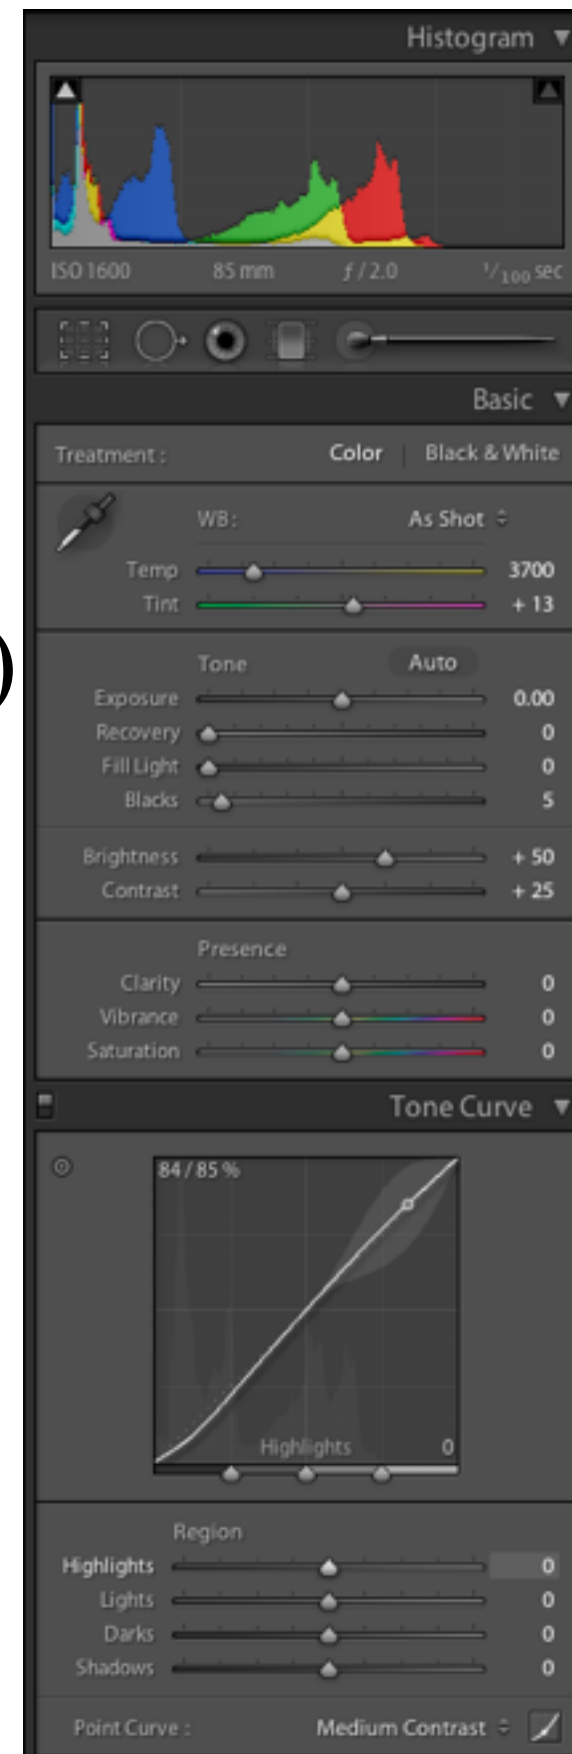 Histogram
ISO 1600 85 mm f / 2.0 1/100 sec
Basic
Treatment : Color Black & White
WB: As Shot
Temp 3700
Tint + 13
)
Tone Auto
Exposure 0.00
Recovery 0
Fill Light 0
Blacks 5
Brightness + 50
Contrast + 25
Presence
Clarity 0
Vibrance 0
Saturation 0
Tone Curve
84 / 85 %
Highlights 0
Region
Highlights 0
Lights 0
Darks 0
Shadows 0
Point Curve : Medium Contrast